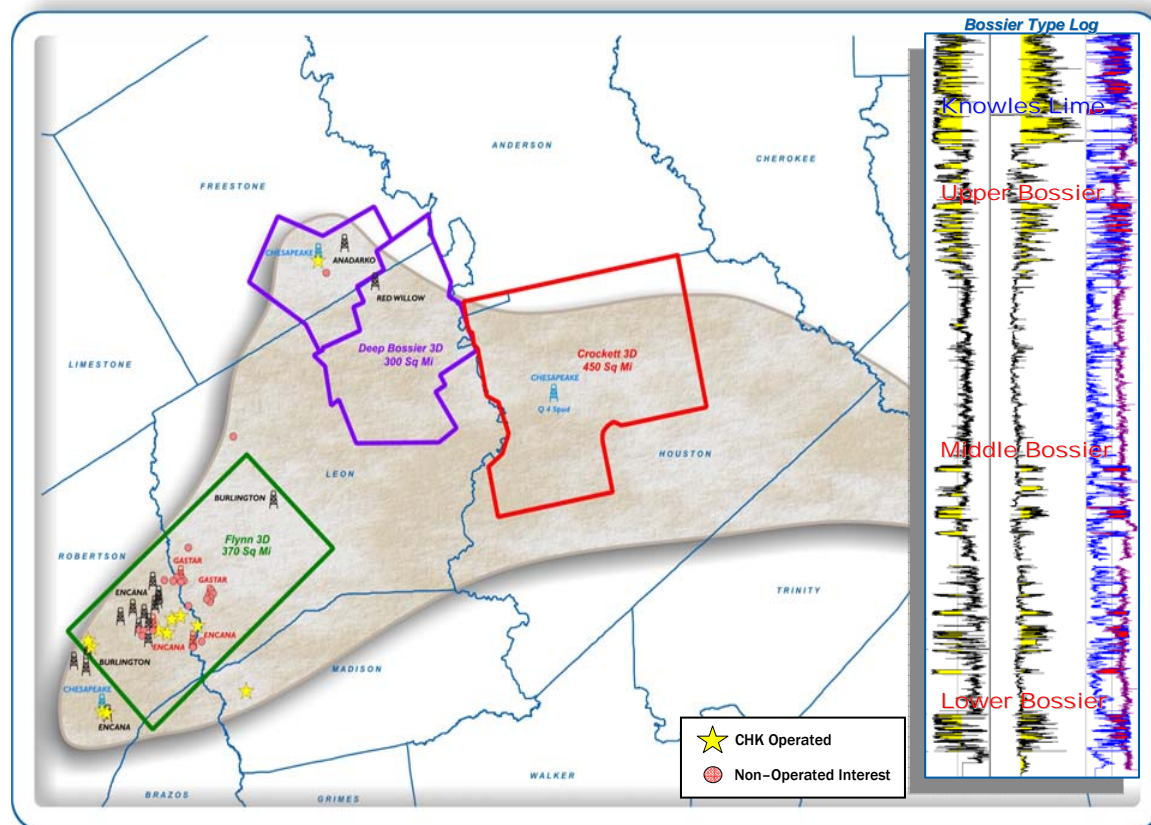 Bossier Type Log
Knowles Lime
Upper Bossier
Middle Bossier
Lower Bossier
ANDERSON
CHEROKEE
FREESTONE
CHESAPEAKE
ANADARKO
RED WILLOW
LIMESTONE
Deep Bossier 3D
300 Sq Mi
Crockett 3D
450 Sq Mi
CHESAPEAKE
Q 4 Spud
HOUSTON
LEON
BURLINGTON
Flynn 3D
370 Sq Mi
ROBERTSON
GASTAR
GASTAR
ENCANA
TRINITY
ENCANA
ENCANA
BURLINGTON
MADISON
CHESAPEAKE
ENCANA
CHK Operated
Non-Operated Interest
WALKER
BRAZOS
GRIMES